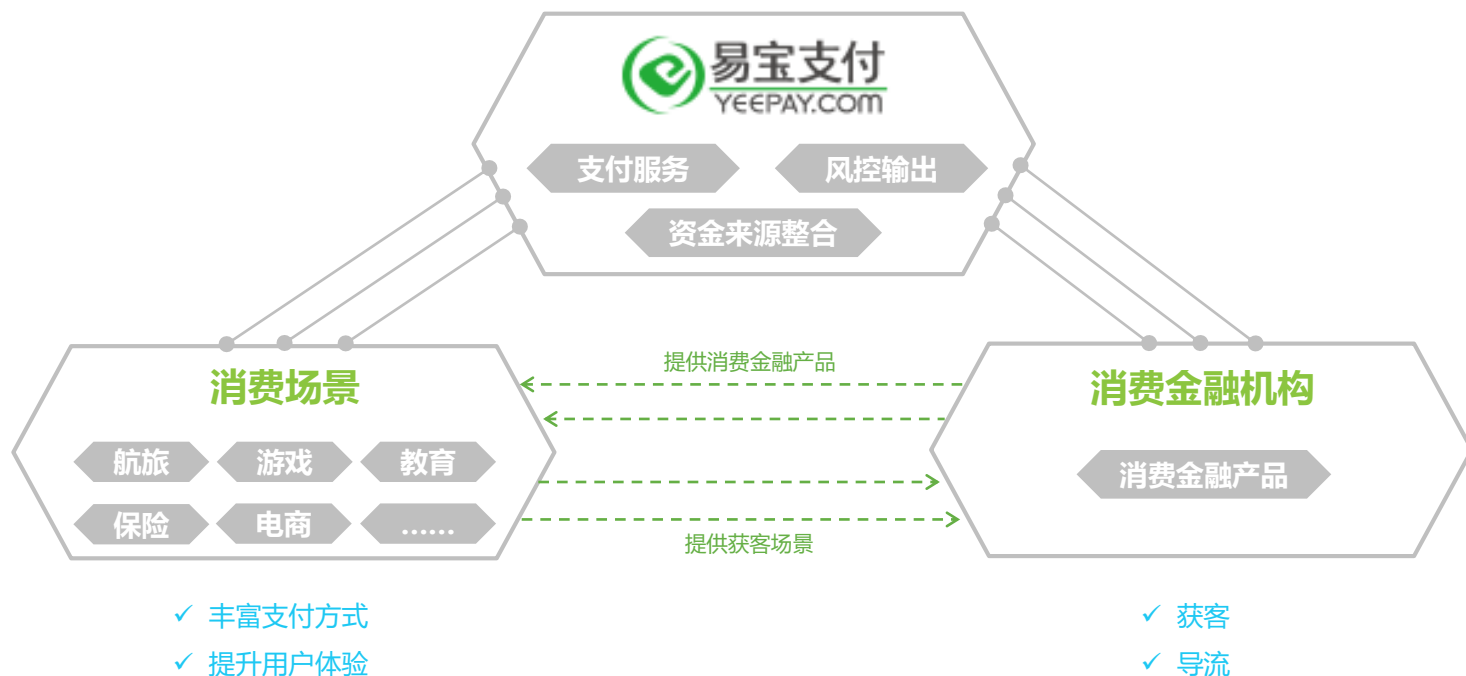 易宝支付
YEEPAY.COM
支付服务 风控输出
资金来源整合
提供消费金融产品
消费场景
航旅 游戏 教育
保险 电商 ……
消费金融机构
消费金融产品
提供获客场景
✓ 丰富支付方式
✓ 提升用户体验
✓ 获客
✓ 导流